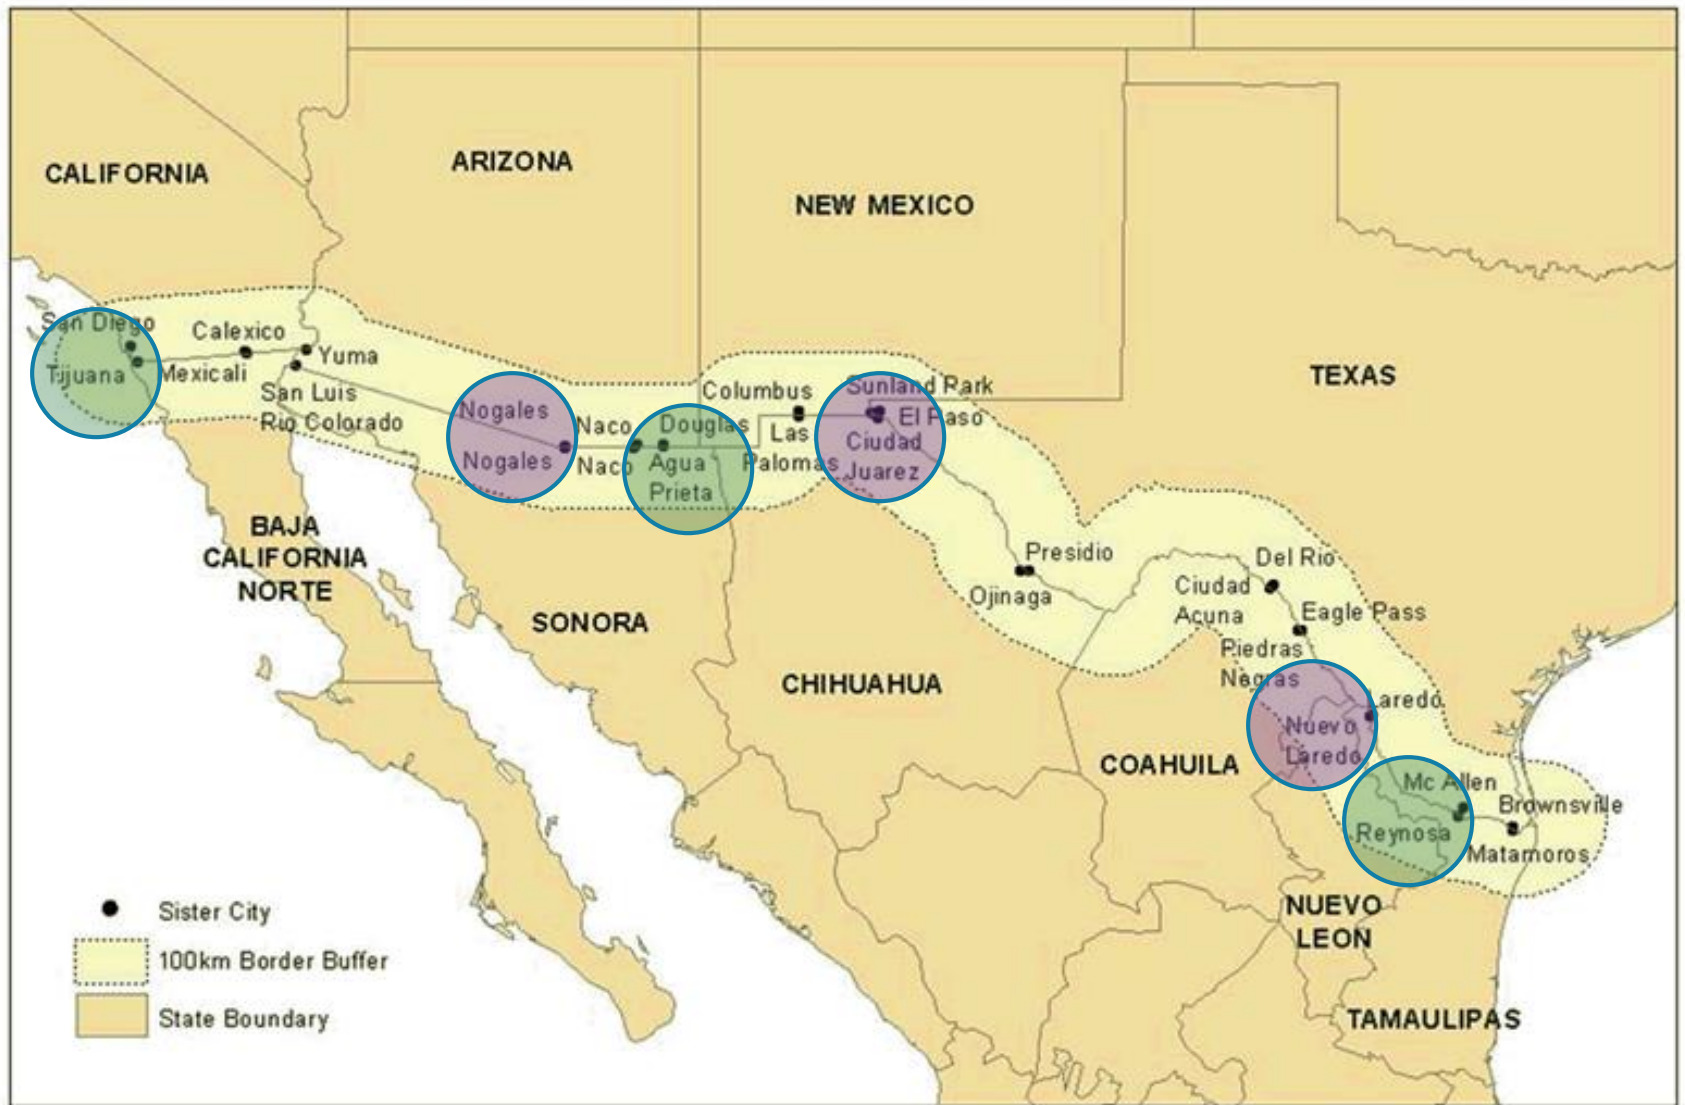 CALIFORNIA
ARIZONA
NEW MEXICO
TEXAS
San Diego
Tijuana
Calexico
Mexicali
Yuma
San Luis
Rio Colorado
Nogales
Nogales
Naco
Naco
Douglas
Agua
Prieta
Columbus
Las
Palomas
Sunland Park
El Paso
Ciudad
Juarez
Presidio
Ojinaga
Del Rio
Ciudad
Acuna
Eagle Pass
Piedras
Negras
Laredo
Nuevo
Laredo
Mc Allen
Reynosa
Brownsville
Matamoros
BAJA
CALIFORNIA
NORTE
SONORA
CHIHUAHUA
COAHUILA
NUEVO
LEON
TAMAULIPAS
Sister City
100km Border Buffer
State Boundary